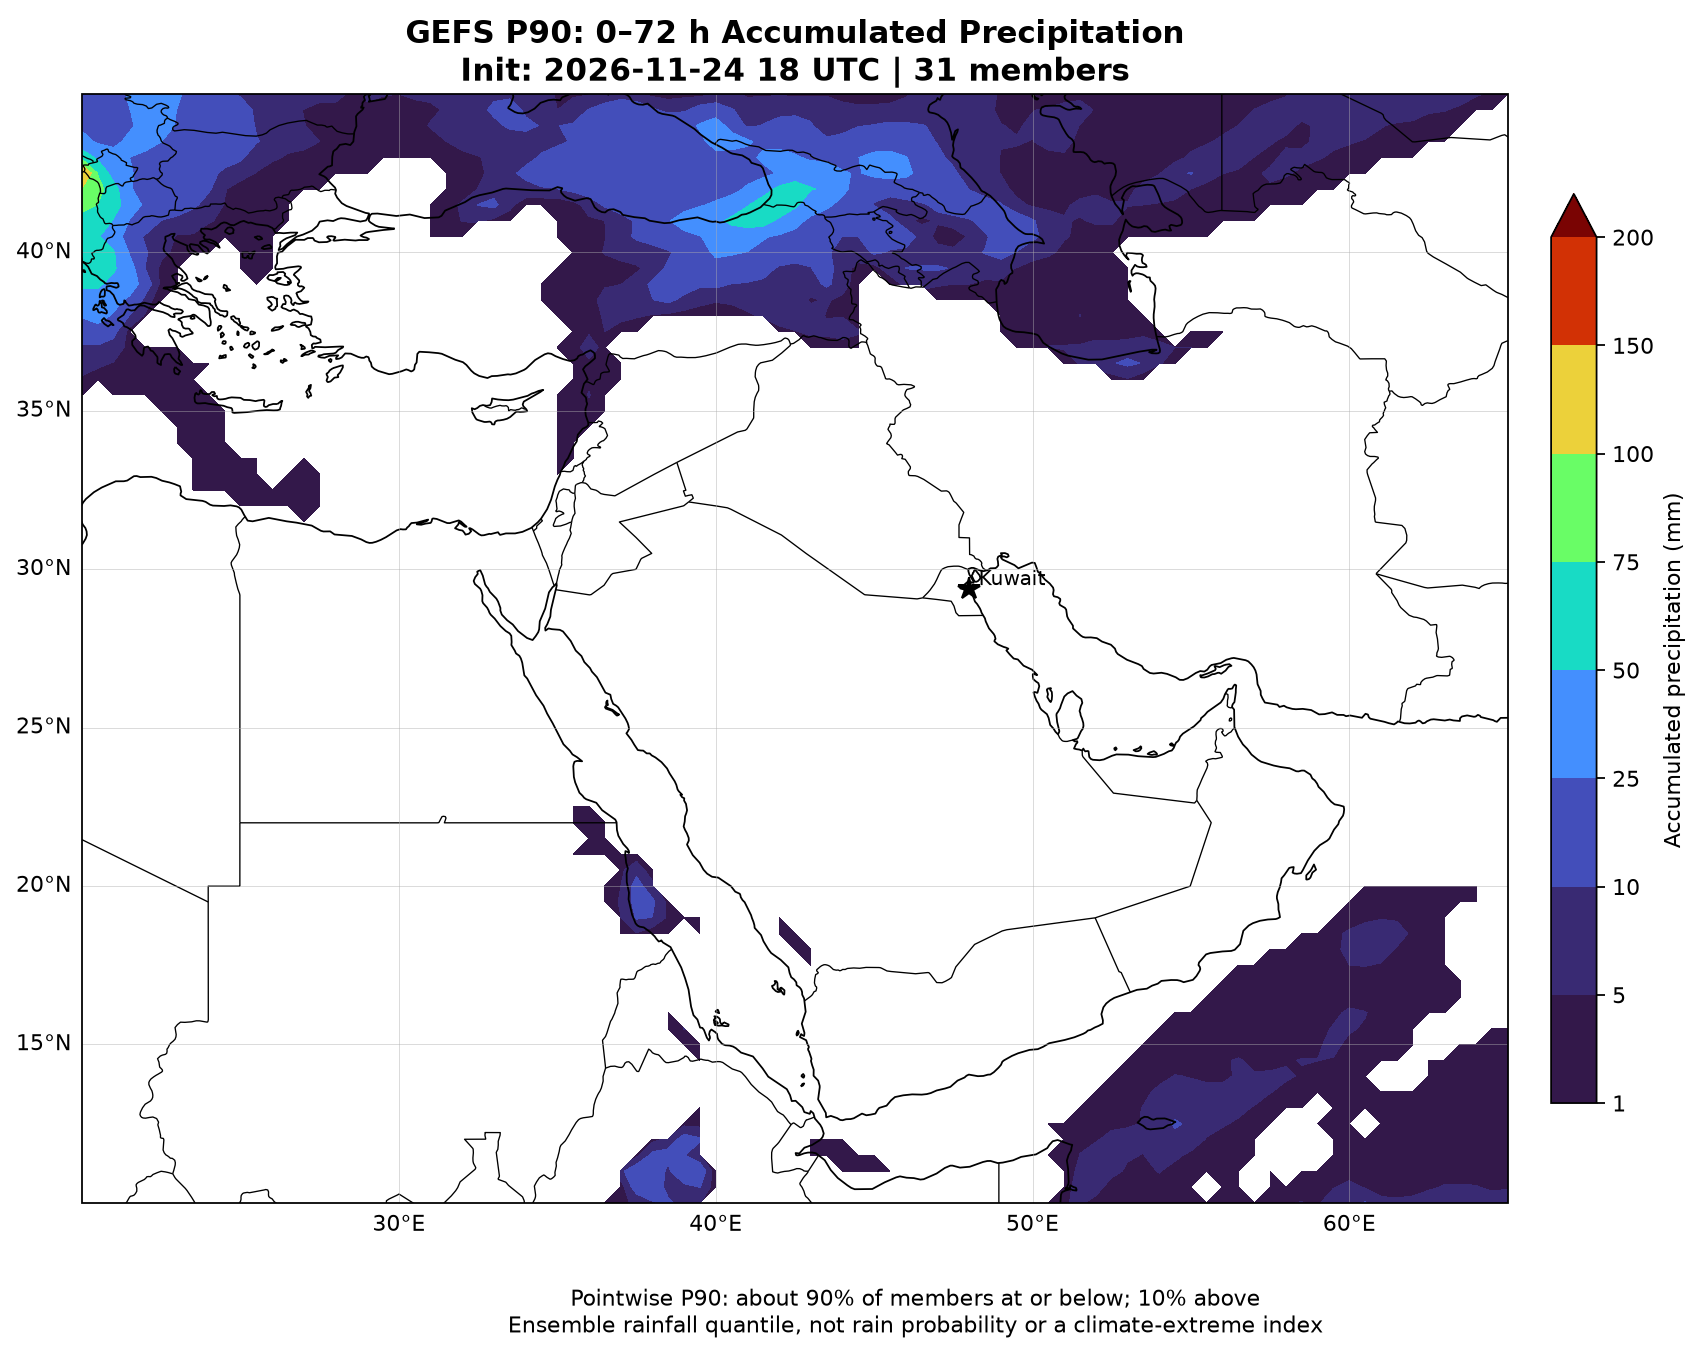 GEFS P90: 0–72 h Accumulated Precipitation
Init: 2026-11-24 18 UTC | 31 members
40°N
35°N
30°N
25°N
20°N
15°N
30°E
40°E
50°E
60°E
Kuwait
200
150
100
75
50
25
10
5
1
Accumulated precipitation (mm)
Pointwise P90: about 90% of members at or below; 10% above
Ensemble rainfall quantile, not rain probability or a climate-extreme index